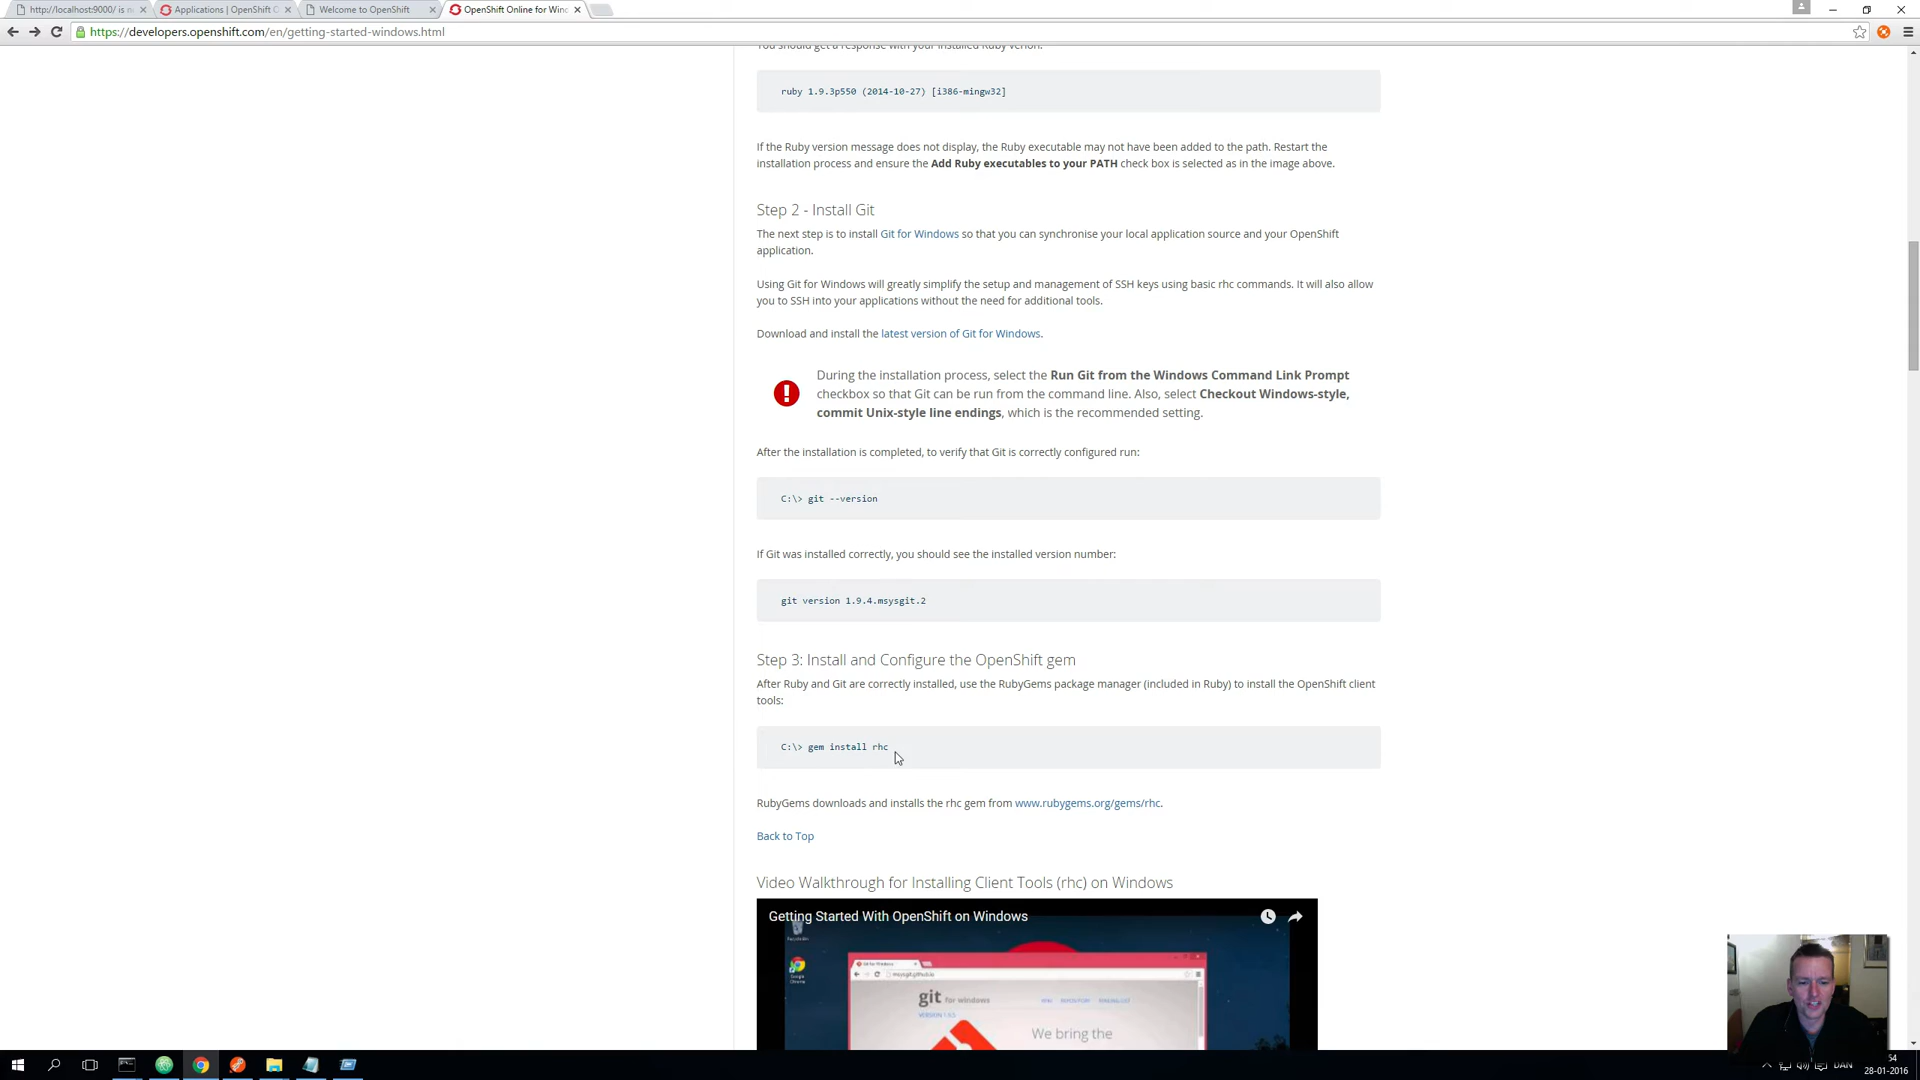 http://localhost:9000/ is n
Applications | OpenShift O
Welcome to OpenShift
OpenShift Online for Winc
https://developers.openshift.com/en/getting-started-windows.html
You should get a response with your installed Ruby verion:
ruby 1.9.3p550 (2014-10-27) [i386-mingw32]
If the Ruby version message does not display, the Ruby executable may not have been added to the path. Restart the
installation process and ensure the Add Ruby executables to your PATH check box is selected as in the image above.
Step 2 - Install Git
The next step is to install Git for Windows so that you can synchronise your local application source and your OpenShift
application.
Using Git for Windows will greatly simplify the setup and management of SSH keys using basic rhc commands. It will also allow
you to SSH into your applications without the need for additional tools.
Download and install the latest version of Git for Windows.
During the installation process, select the Run Git from the Windows Command Link Prompt
checkbox so that Git can be run from the command line. Also, select Checkout Windows-style,
commit Unix-style line endings, which is the recommended setting.
After the installation is completed, to verify that Git is correctly configured run:
C:\> git --version
If Git was installed correctly, you should see the installed version number:
git version 1.9.4.msysgit.2
Step 3: Install and Configure the OpenShift gem
After Ruby and Git are correctly installed, use the RubyGems package manager (included in Ruby) to install the OpenShift client
tools:
C:\> gem install rhc
RubyGems downloads and installs the rhc gem from www.rubygems.org/gems/rhc.
Back to Top
Video Walkthrough for Installing Client Tools (rhc) on Windows
Getting Started With OpenShift on Windows
git for windows
We bring the
DAN
54
28-01-2016